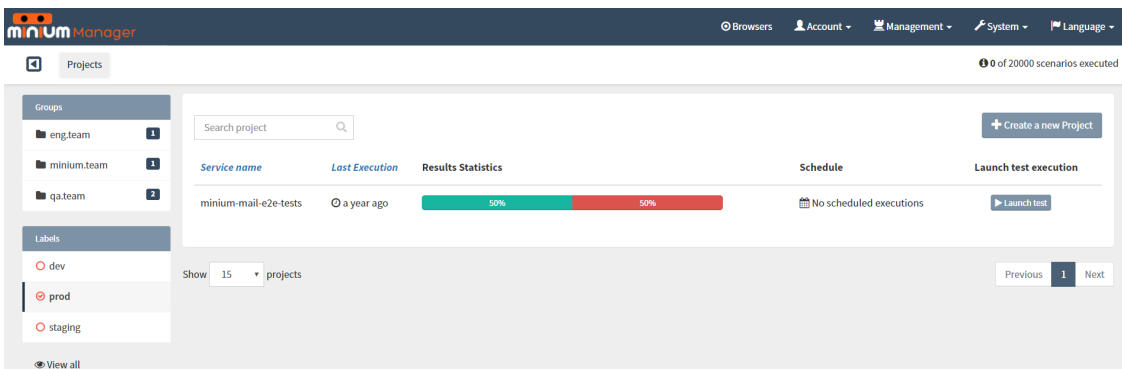 minium Manager
Browsers Account Management System Language
Projects 0 of 20000 scenarios executed
Groups
eng.team 1
minium.team 1
qa.team 2
Labels
dev
prod
staging
View all
Search project + Create a new Project
Service name Last Execution Results Statistics Schedule Launch test execution
minium-mail-e2e-tests a year ago 50% 50% No scheduled executions Launch test
Show 15 projects Previous 1 Next